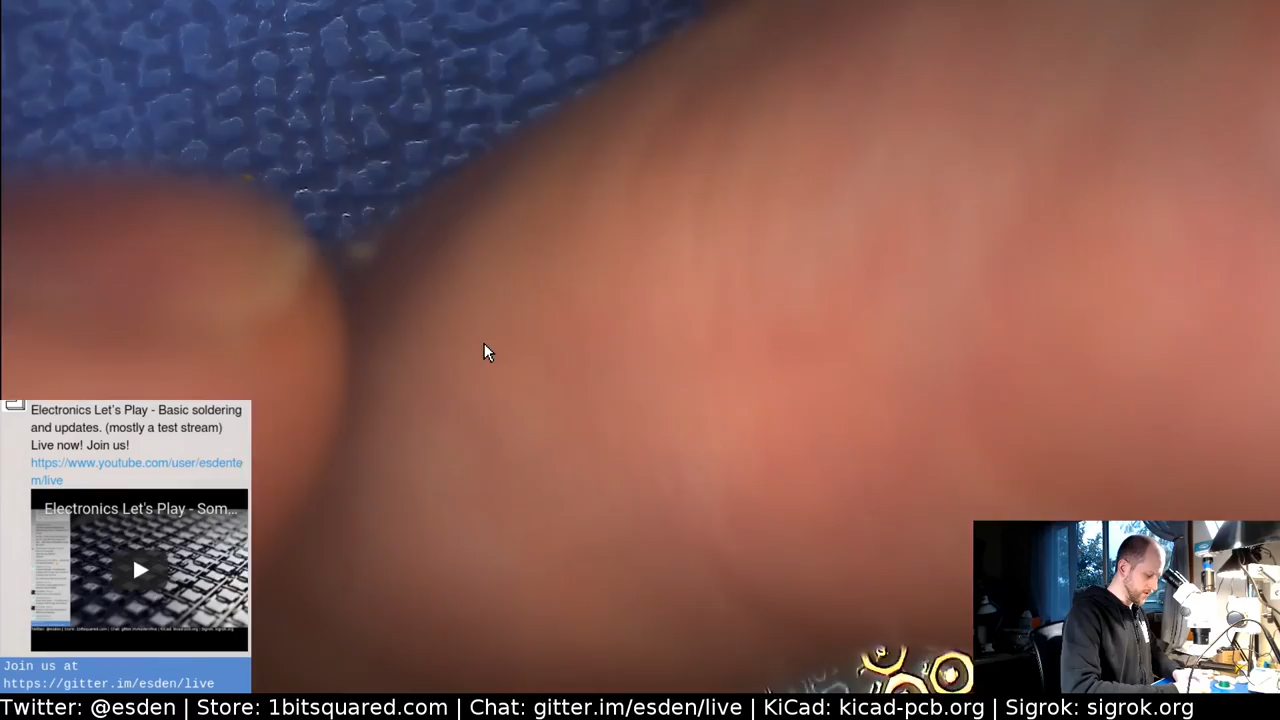 Electronics Let's Play - Basic soldering
and updates. (mostly a test stream)
Live now! Join us!
https://www.youtube.com/user/esdente
m/live
Electronics Let's Play - Som...
Join us at
https://gitter.im/esden/live
Twitter: @esden | Store: 1bitsquared.com | Chat: gitter.im/esden/live | KiCad: kicad-pcb.org | Sigrok: sigrok.org